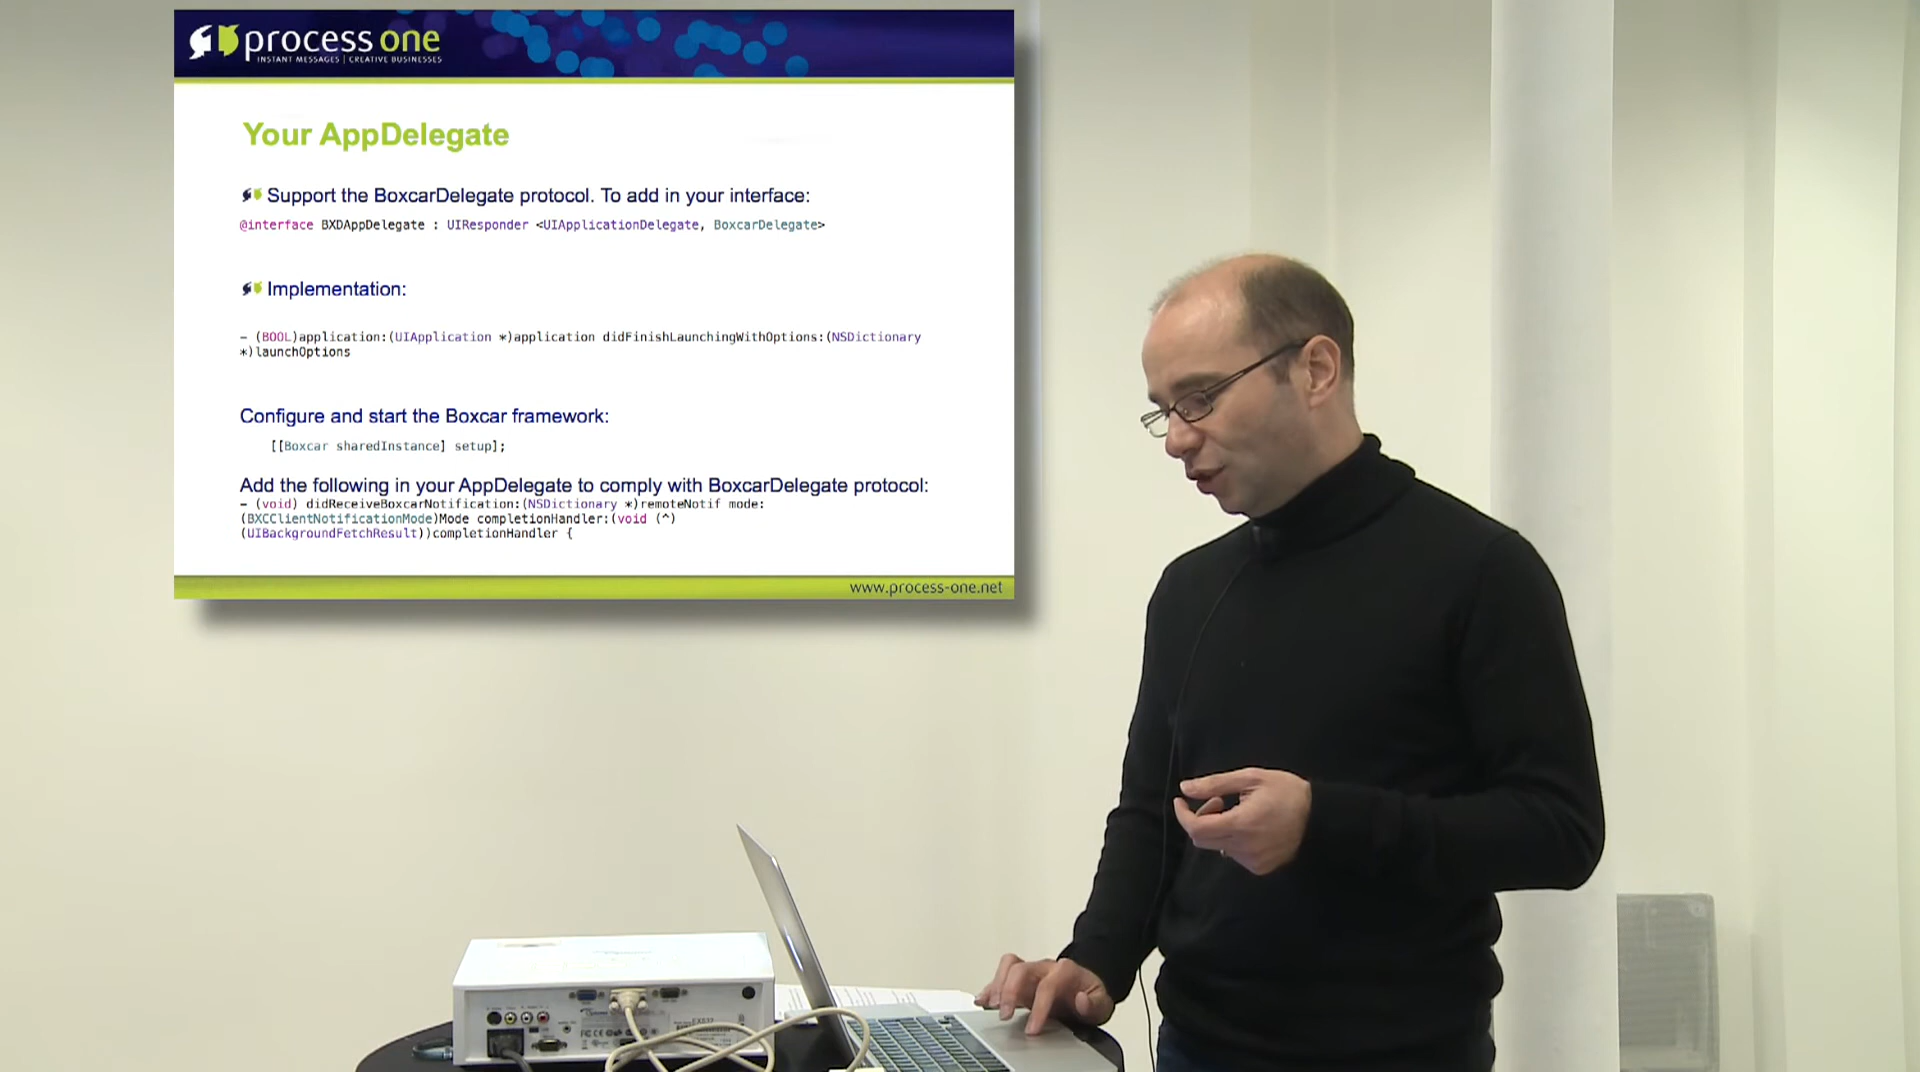 process one
INSTANT MESSAGES | CREATIVE BUSINESSES
Your AppDelegate
Support the BoxcarDelegate protocol. To add in your interface:
@interface BXDAppDelegate : UIResponder <UIApplicationDelegate, BoxcarDelegate>
Implementation:
- (BOOL)application:(UIApplication *)application didFinishLaunchingWithOptions:(NSDictionary
*)launchOptions
Configure and start the Boxcar framework:
[[Boxcar sharedInstance] setup];
Add the following in your AppDelegate to comply with BoxcarDelegate protocol:
- (void) didReceiveBoxcarNotification:(NSDictionary *)remoteNotif mode:
(BXCClientNotificationMode)Mode completionHandler:(void (^)
(UIBackgroundFetchResult))completionHandler {
www.process-one.net